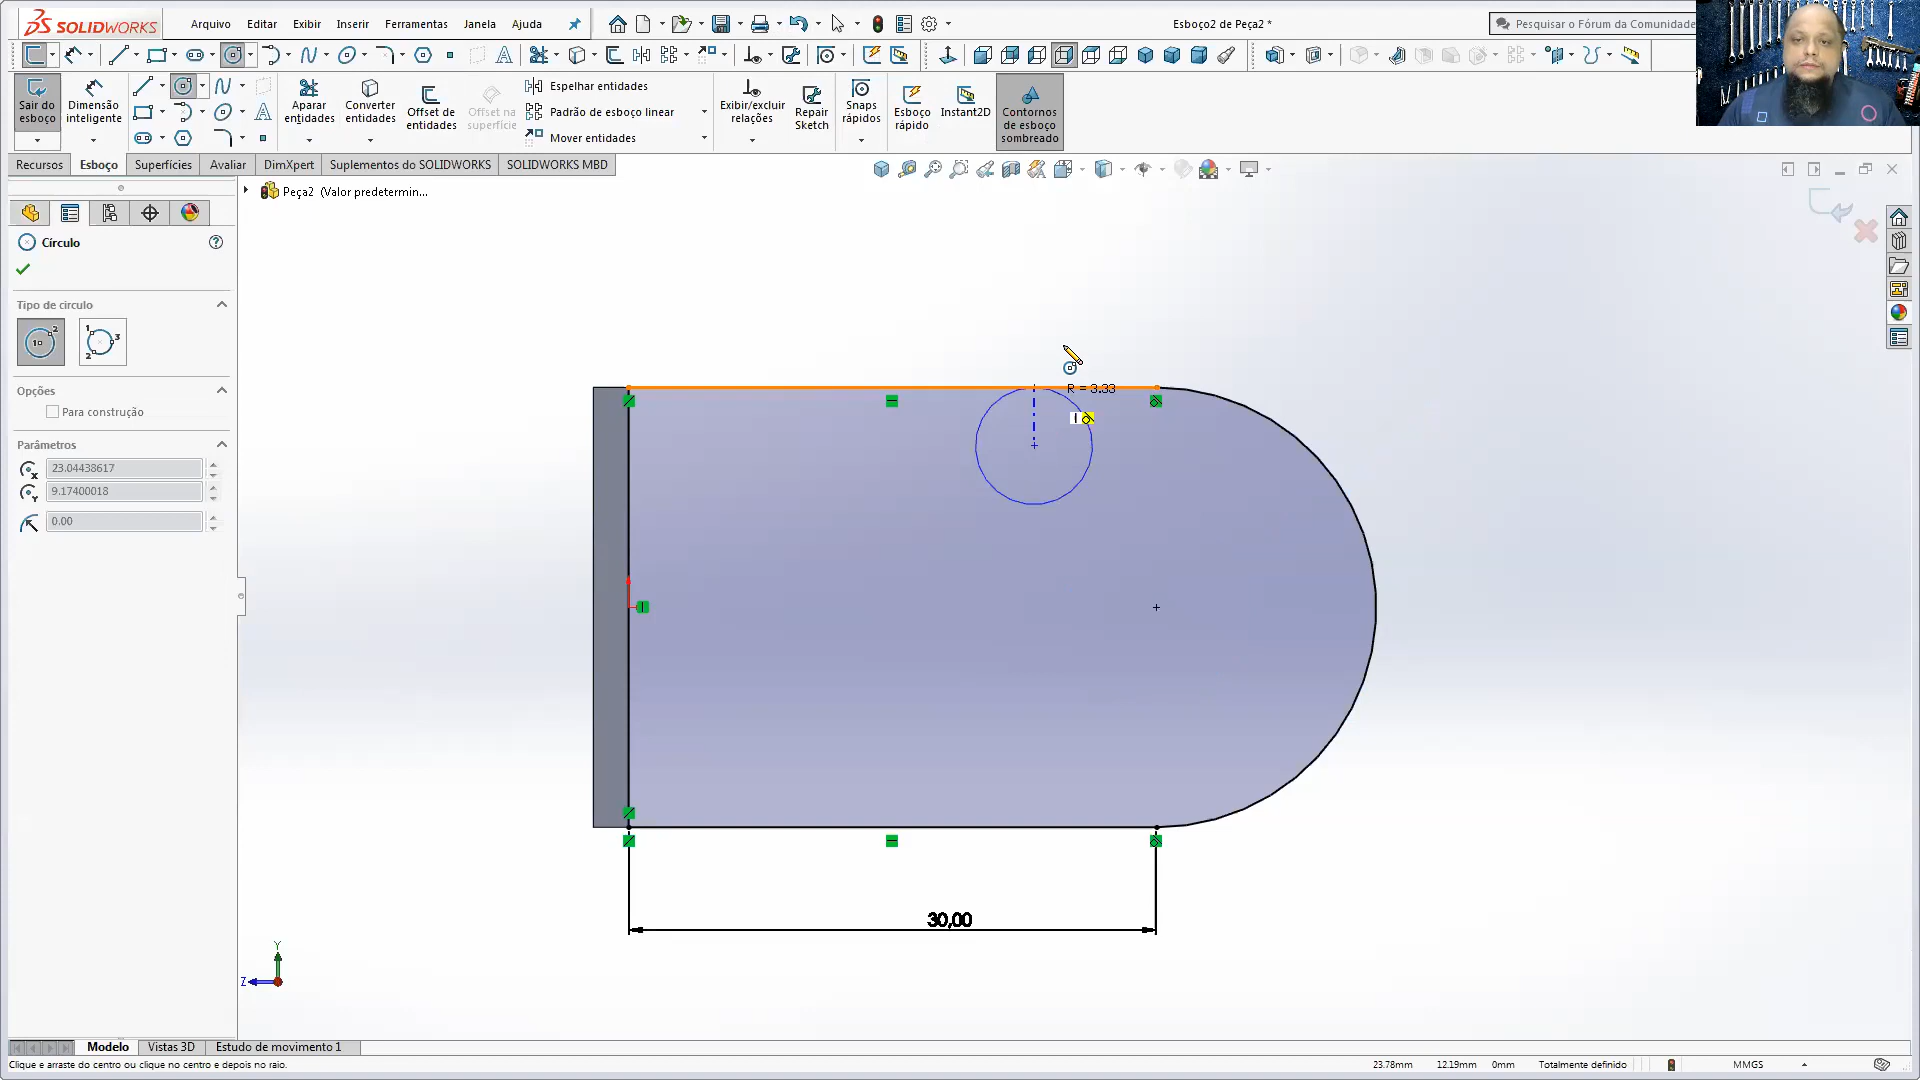 SOLIDWORKS
Arquivo
Editar
Exibir
Inserir
Ferramentas
Janela
Ajuda
Esboço2 de Peça2 *
Pesquisar o Fórum da Comunidade
Sair do esboço
Dimensão inteligente
Aparar entidades
Converter entidades
Offset de entidades
Offset na superfície
Espelhar entidades
Padrão de esboço linear
Mover entidades
Exibir/excluir relações
Repair Sketch
Snaps rápidos
Esboço rápido
Instant2D
Contornos de esboço sombreado
Recursos
Esboço
Superfícies
Avaliar
DimXpert
Suplementos do SOLIDWORKS
SOLIDWORKS MBD
Peça2 (Valor predetermin...
Círculo
Tipo de círculo
Opções
Para construção
Parâmetros
23.04438617
9.17400018
0.00
R = 3.33
30,00
Y
Z
Modelo
Vistas 3D
Estudo de movimento 1
Clique e arraste do centro ou clique no centro e depois no raio.
23.78mm
12.19mm
0mm
Totalmente definido
MMGS